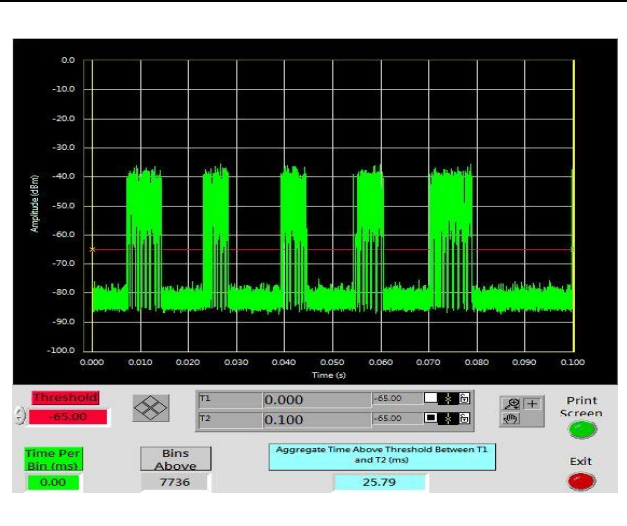 0.0
-10.0
-20.0
-30.0
-40.0
-50.0
-60.0
-70.0
-80.0
-90.0
-100.0
Amplitude (dBm)
0.000 0.010 0.020 0.030 0.040 0.050 0.060 0.070 0.080 0.090 0.100
Time (s)
Threshold
-65.00
T1 0.000 -65.00
T2 0.100 -65.00
Print
Screen
Time Per
Bin (ms)
0.00
Bins
Above
7736
Aggregate Time Above Threshold Between T1
and T2 (ms)
25.79
Exit